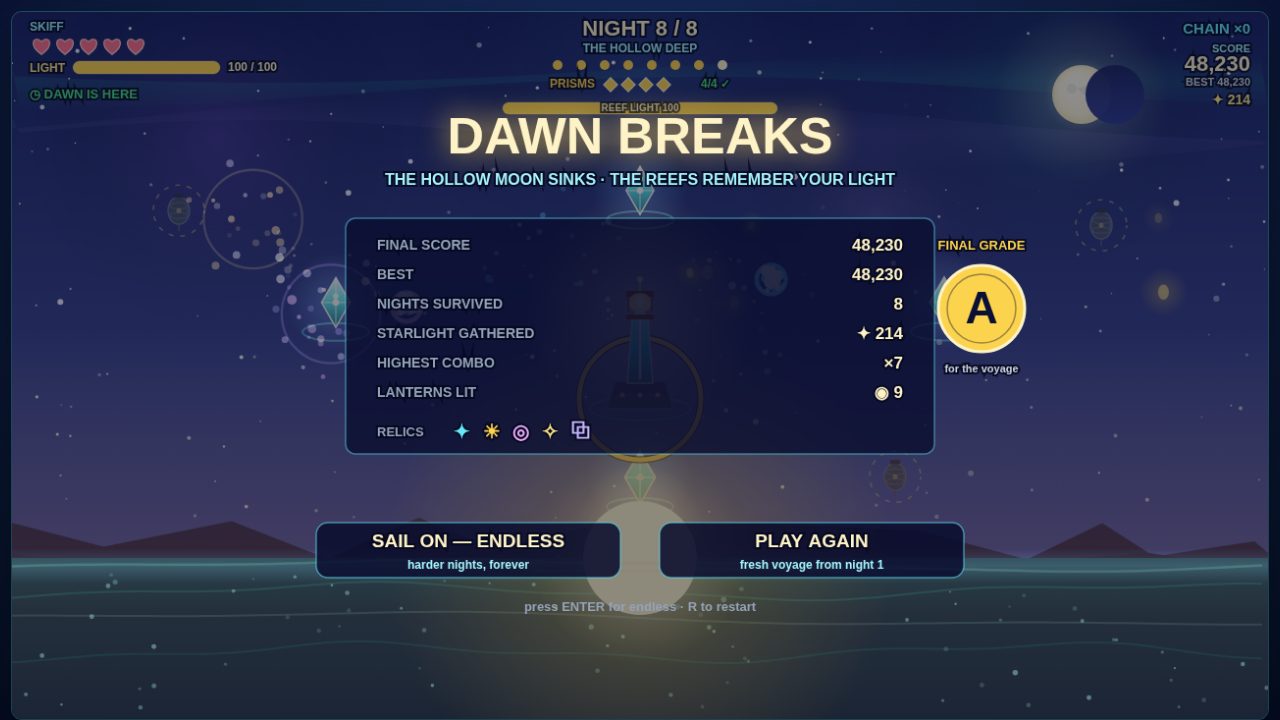 SKIFF
LIGHT 100 / 100
◷ DAWN IS HERE
NIGHT 8 / 8
THE HOLLOW DEEP
PRISMS 4/4 ✓
REEF LIGHT 100
CHAIN ×0
SCORE
48,230
BEST 48,230
✦ 214
DAWN BREAKS
THE HOLLOW MOON SINKS · THE REEFS REMEMBER YOUR LIGHT
FINAL SCORE 48,230
BEST 48,230
NIGHTS SURVIVED 8
STARLIGHT GATHERED ✦ 214
HIGHEST COMBO ×7
LANTERNS LIT ◉ 9
RELICS ✦ ☀ ◎ ✧ ⧉
FINAL GRADE
A
for the voyage
SAIL ON — ENDLESS
harder nights, forever
PLAY AGAIN
fresh voyage from night 1
press ENTER for endless · R to restart